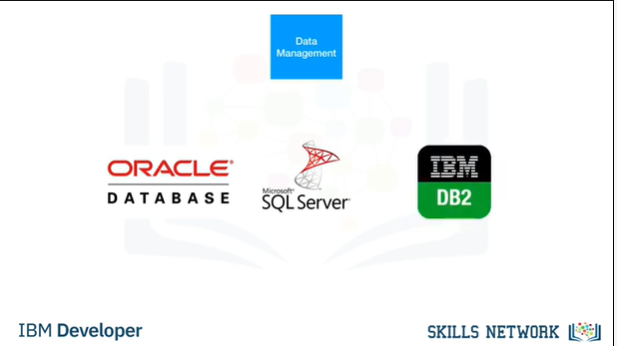 Data
Management
ORACLE®
DATABASE
Microsoft®
SQL Server
IBM
DB2
IBM Developer
SKILLS NETWORK